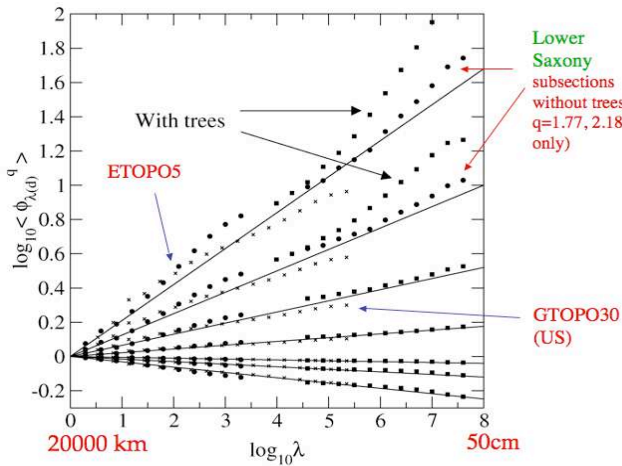 2
1.8
1.6
1.4
1.2
1
0.8
0.6
0.4
0.2
0
-0.2
log₁₀< ϕ_λ(d)^q >
With trees
ETOPO5
Lower
Saxony
subsections
without trees
q=1.77, 2.18
only)
GTOPO30
(US)
0 1 2 3 4 5 6 7 8
20000 km
log₁₀λ
50cm